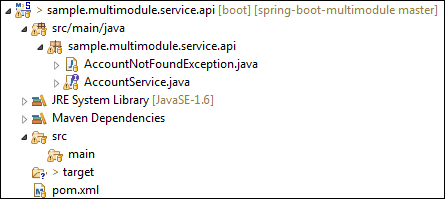 > sample.multimodule.service.api [boot] [spring-boot-multimodule master]
src/main/java
sample.multimodule.service.api
AccountNotFoundException.java
AccountService.java
JRE System Library [JavaSE-1.6]
Maven Dependencies
src
main
> target
pom.xml